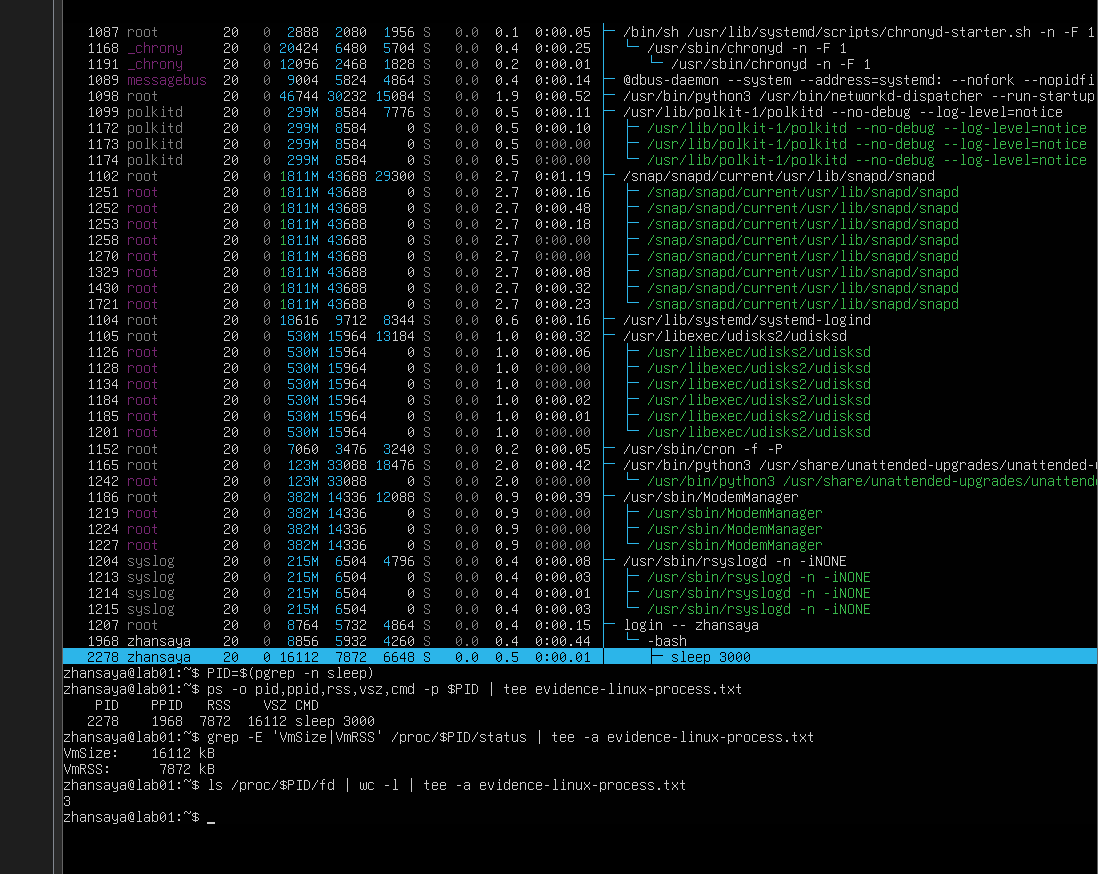 1087 root 20 0 2888 2080 1956 S 0.0 0.1 0:00.05 ├─ /bin/sh /usr/lib/systemd/scripts/chronyd-starter.sh -n -F 1
1168 _chrony 20 0 20424 6480 5704 S 0.0 0.4 0:00.25 │ └─ /usr/sbin/chronyd -n -F 1
1191 _chrony 20 0 12096 2468 1828 S 0.0 0.2 0:00.01 │ └─ /usr/sbin/chronyd -n -F 1
1089 messagebus 20 0 9004 5824 4864 S 0.0 0.4 0:00.14 ├─ @dbus-daemon --system --address=systemd: --nofork --nopidfi
1098 root 20 0 46744 30232 15084 S 0.0 1.9 0:00.52 ├─ /usr/bin/python3 /usr/bin/networkd-dispatcher --run-startup
1099 polkitd 20 0 299M 8584 7776 S 0.0 0.5 0:00.11 ├─ /usr/lib/polkit-1/polkitd --no-debug --log-level=notice
1172 polkitd 20 0 299M 8584 0 S 0.0 0.5 0:00.10 │ ├─ /usr/lib/polkit-1/polkitd --no-debug --log-level=notice
1173 polkitd 20 0 299M 8584 0 S 0.0 0.5 0:00.00 │ ├─ /usr/lib/polkit-1/polkitd --no-debug --log-level=notice
1174 polkitd 20 0 299M 8584 0 S 0.0 0.5 0:00.00 │ └─ /usr/lib/polkit-1/polkitd --no-debug --log-level=notice
1102 root 20 0 1811M 43688 29300 S 0.0 2.7 0:01.19 ├─ /snap/snapd/current/usr/lib/snapd/snapd
1251 root 20 0 1811M 43688 0 S 0.0 2.7 0:00.16 │ ├─ /snap/snapd/current/usr/lib/snapd/snapd
1252 root 20 0 1811M 43688 0 S 0.0 2.7 0:00.48 │ ├─ /snap/snapd/current/usr/lib/snapd/snapd
1253 root 20 0 1811M 43688 0 S 0.0 2.7 0:00.18 │ ├─ /snap/snapd/current/usr/lib/snapd/snapd
1258 root 20 0 1811M 43688 0 S 0.0 2.7 0:00.00 │ ├─ /snap/snapd/current/usr/lib/snapd/snapd
1270 root 20 0 1811M 43688 0 S 0.0 2.7 0:00.00 │ ├─ /snap/snapd/current/usr/lib/snapd/snapd
1329 root 20 0 1811M 43688 0 S 0.0 2.7 0:00.08 │ ├─ /snap/snapd/current/usr/lib/snapd/snapd
1430 root 20 0 1811M 43688 0 S 0.0 2.7 0:00.32 │ ├─ /snap/snapd/current/usr/lib/snapd/snapd
1721 root 20 0 1811M 43688 0 S 0.0 2.7 0:00.23 │ └─ /snap/snapd/current/usr/lib/snapd/snapd
1104 root 20 0 18616 9712 8344 S 0.0 0.6 0:00.16 ├─ /usr/lib/systemd/systemd-logind
1105 root 20 0 530M 15964 13184 S 0.0 1.0 0:00.32 ├─ /usr/libexec/udisks2/udisksd
1126 root 20 0 530M 15964 0 S 0.0 1.0 0:00.06 │ ├─ /usr/libexec/udisks2/udisksd
1128 root 20 0 530M 15964 0 S 0.0 1.0 0:00.00 │ ├─ /usr/libexec/udisks2/udisksd
1134 root 20 0 530M 15964 0 S 0.0 1.0 0:00.00 │ ├─ /usr/libexec/udisks2/udisksd
1184 root 20 0 530M 15964 0 S 0.0 1.0 0:00.02 │ ├─ /usr/libexec/udisks2/udisksd
1185 root 20 0 530M 15964 0 S 0.0 1.0 0:00.01 │ ├─ /usr/libexec/udisks2/udisksd
1201 root 20 0 530M 15964 0 S 0.0 1.0 0:00.00 │ └─ /usr/libexec/udisks2/udisksd
1152 root 20 0 7060 3476 3240 S 0.0 0.2 0:00.05 ├─ /usr/sbin/cron -f -P
1165 root 20 0 123M 33088 18476 S 0.0 2.0 0:00.42 ├─ /usr/bin/python3 /usr/share/unattended-upgrades/unattended-
1242 root 20 0 123M 33088 0 S 0.0 2.0 0:00.00 │ └─ /usr/bin/python3 /usr/share/unattended-upgrades/unattend
1186 root 20 0 382M 14336 12088 S 0.0 0.9 0:00.39 ├─ /usr/sbin/ModemManager
1219 root 20 0 382M 14336 0 S 0.0 0.9 0:00.00 │ ├─ /usr/sbin/ModemManager
1224 root 20 0 382M 14336 0 S 0.0 0.9 0:00.00 │ ├─ /usr/sbin/ModemManager
1227 root 20 0 382M 14336 0 S 0.0 0.9 0:00.00 │ └─ /usr/sbin/ModemManager
1204 syslog 20 0 215M 6504 4796 S 0.0 0.4 0:00.08 ├─ /usr/sbin/rsyslogd -n -iNONE
1213 syslog 20 0 215M 6504 0 S 0.0 0.4 0:00.03 │ ├─ /usr/sbin/rsyslogd -n -iNONE
1214 syslog 20 0 215M 6504 0 S 0.0 0.4 0:00.01 │ ├─ /usr/sbin/rsyslogd -n -iNONE
1215 syslog 20 0 215M 6504 0 S 0.0 0.4 0:00.03 │ └─ /usr/sbin/rsyslogd -n -iNONE
1207 root 20 0 8764 5732 4864 S 0.0 0.4 0:00.15 ├─ login -- zhansaya
1968 zhansaya 20 0 8856 5932 4260 S 0.0 0.4 0:00.44 │ └─ -bash
2278 zhansaya 20 0 16112 7872 6648 S 0.0 0.5 0:00.01 │ ├─ sleep 3000
zhansaya@lab01:~$ PID=$(pgrep -n sleep)
zhansaya@lab01:~$ ps -o pid,ppid,rss,vsz,cmd -p $PID | tee evidence-linux-process.txt
PID PPID RSS VSZ CMD
2278 1968 7872 16112 sleep 3000
zhansaya@lab01:~$ grep -E 'VmSize|VmRSS' /proc/$PID/status | tee -a evidence-linux-process.txt
VmSize: 16112 kB
VmRSS: 7872 kB
zhansaya@lab01:~$ ls /proc/$PID/fd | wc -l | tee -a evidence-linux-process.txt
3
zhansaya@lab01:~$ _